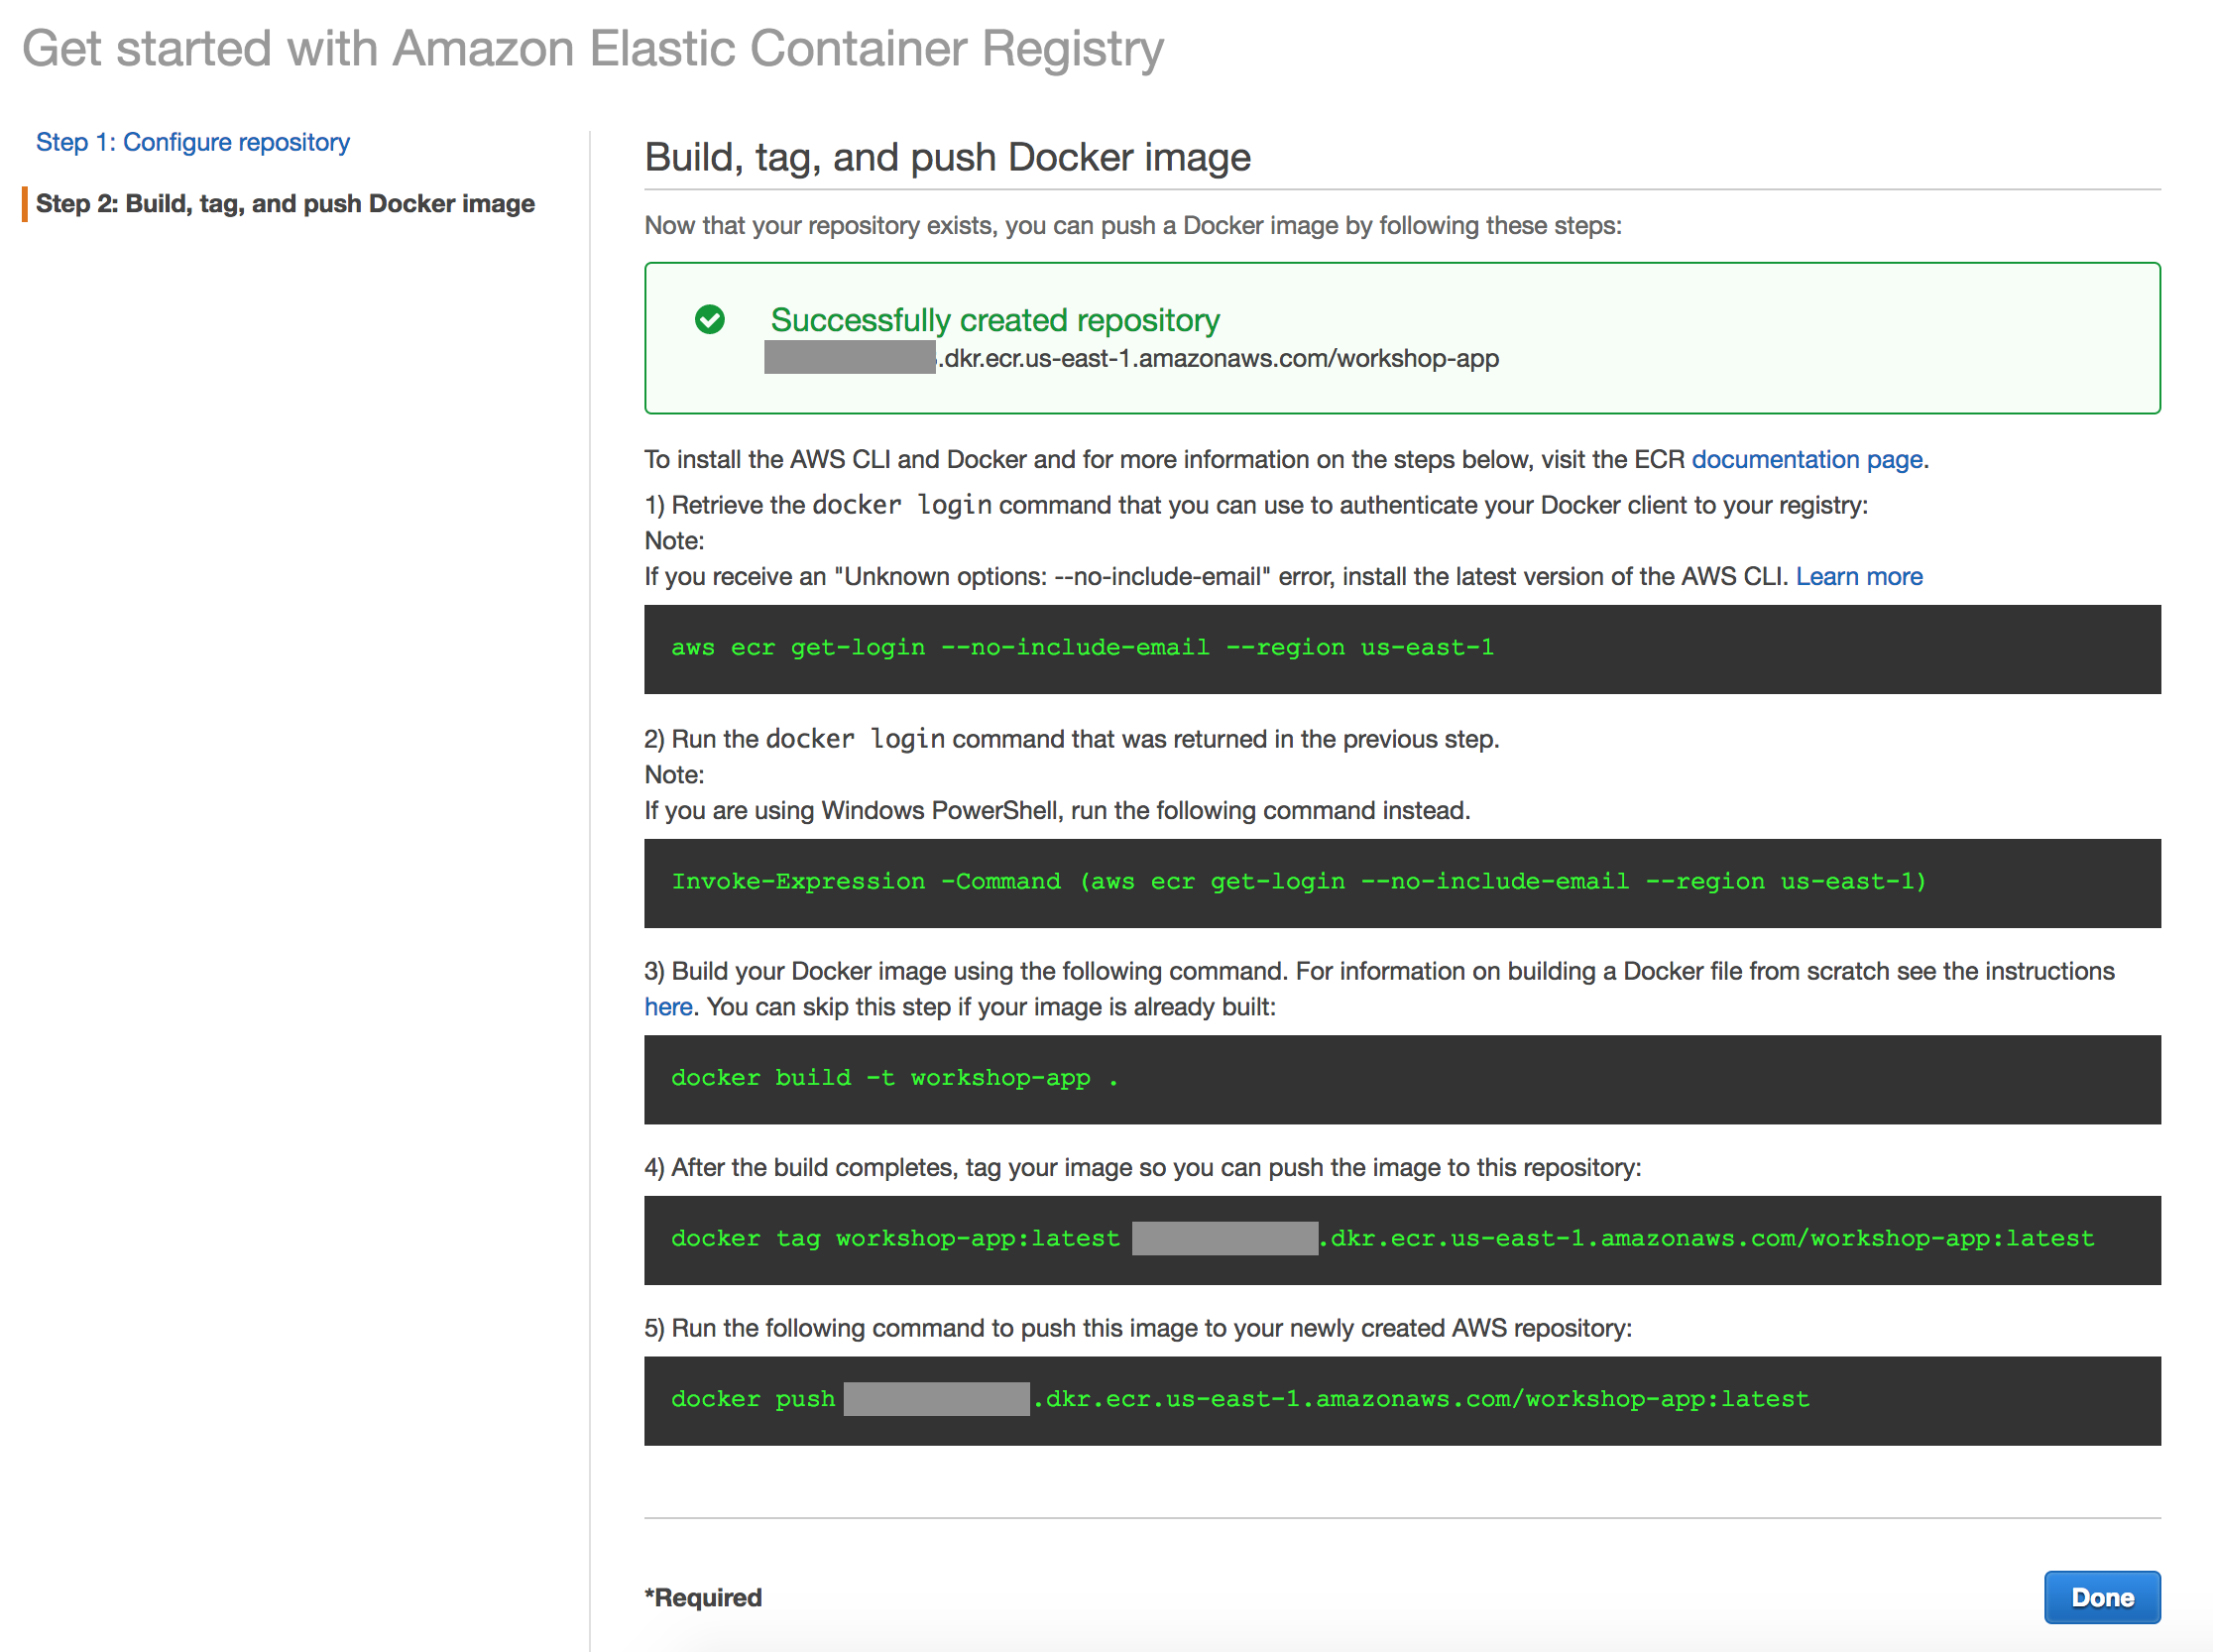 Get started with Amazon Elastic Container Registry
Step 1: Configure repository
Step 2: Build, tag, and push Docker image
Build, tag, and push Docker image
Now that your repository exists, you can push a Docker image by following these steps:
Successfully created repository
.dkr.ecr.us-east-1.amazonaws.com/workshop-app
To install the AWS CLI and Docker and for more information on the steps below, visit the ECR documentation page.
1) Retrieve the docker login command that you can use to authenticate your Docker client to your registry:
Note:
If you receive an "Unknown options: --no-include-email" error, install the latest version of the AWS CLI. Learn more
aws ecr get-login --no-include-email --region us-east-1
2) Run the docker login command that was returned in the previous step.
Note:
If you are using Windows PowerShell, run the following command instead.
Invoke-Expression -Command (aws ecr get-login --no-include-email --region us-east-1)
3) Build your Docker image using the following command. For information on building a Docker file from scratch see the instructions
here. You can skip this step if your image is already built:
docker build -t workshop-app .
4) After the build completes, tag your image so you can push the image to this repository:
docker tag workshop-app:latest .dkr.ecr.us-east-1.amazonaws.com/workshop-app:latest
5) Run the following command to push this image to your newly created AWS repository:
docker push .dkr.ecr.us-east-1.amazonaws.com/workshop-app:latest
*Required
Done